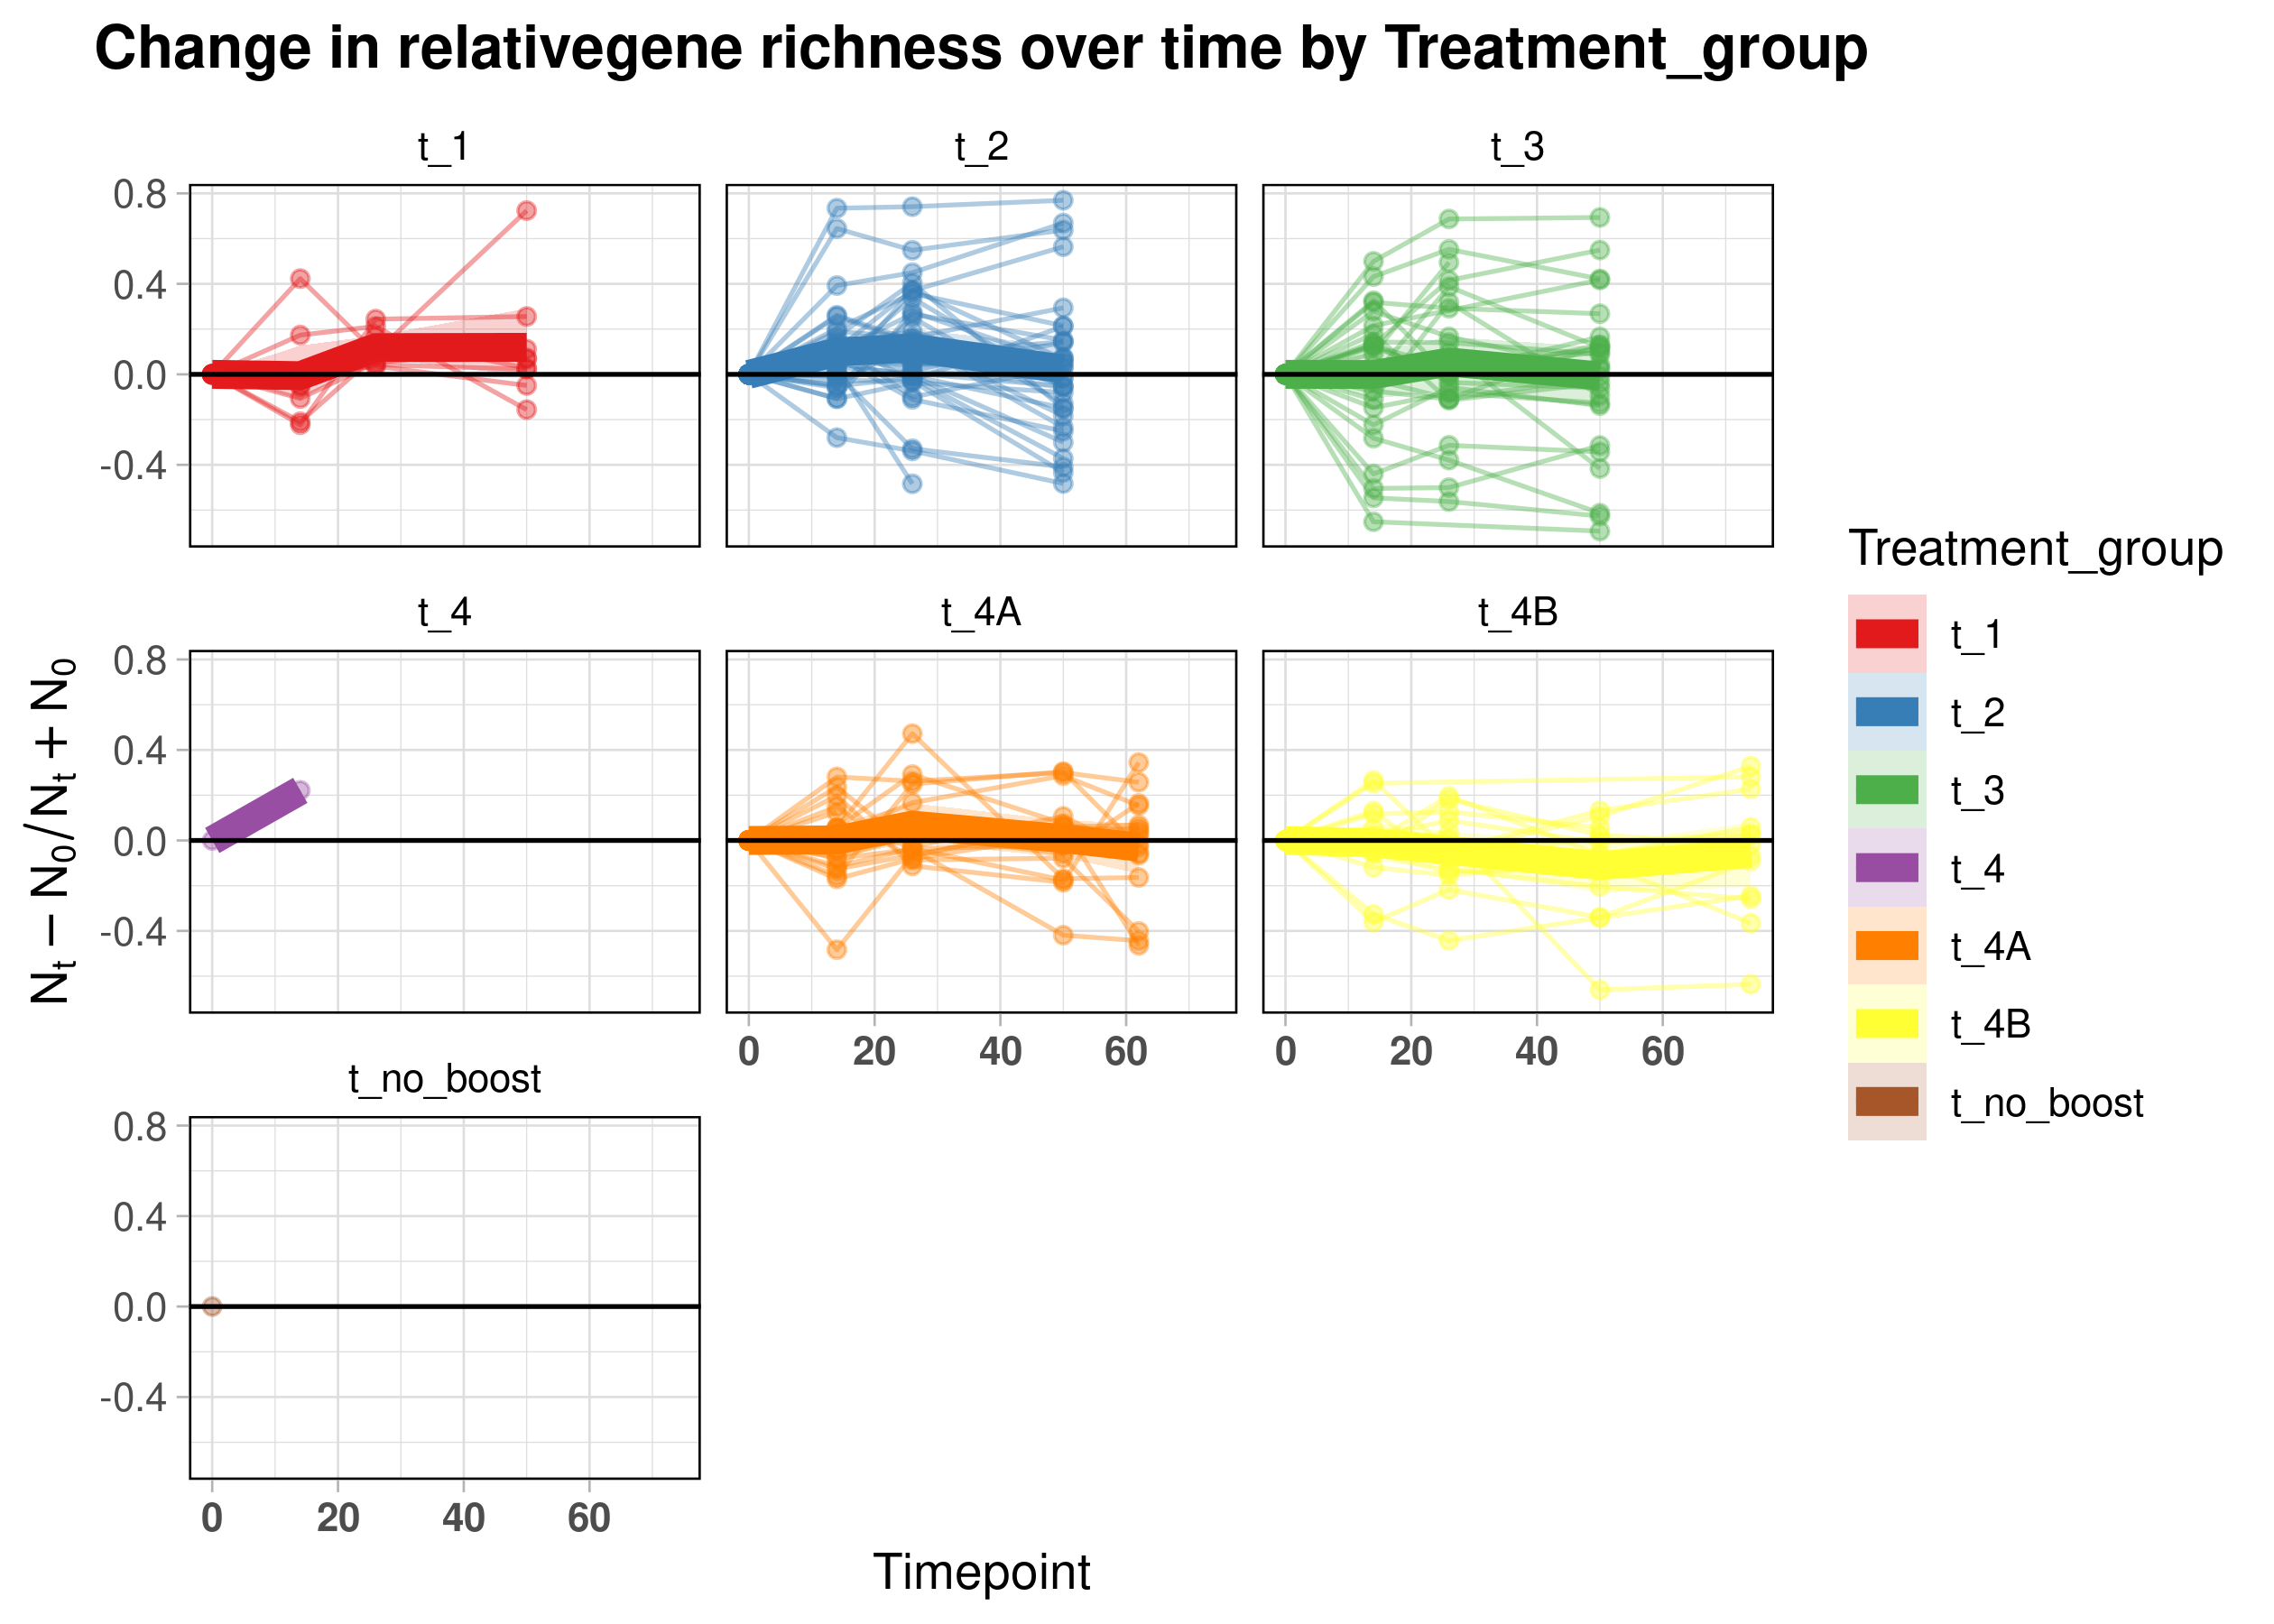 Change in relativegene richness over time by Treatment_group
t_1
t_2
t_3
0.8
0.4
0.0
-0.4
t_4
t_4A
t_4B
0.8
0.4
0.0
-0.4
0 20 40 60
0 20 40 60
t_no_boost
0.8
0.4
0.0
-0.4
0 20 40 60
Timepoint
Nt − N0/Nt + N0
Treatment_group
t_1
t_2
t_3
t_4
t_4A
t_4B
t_no_boost